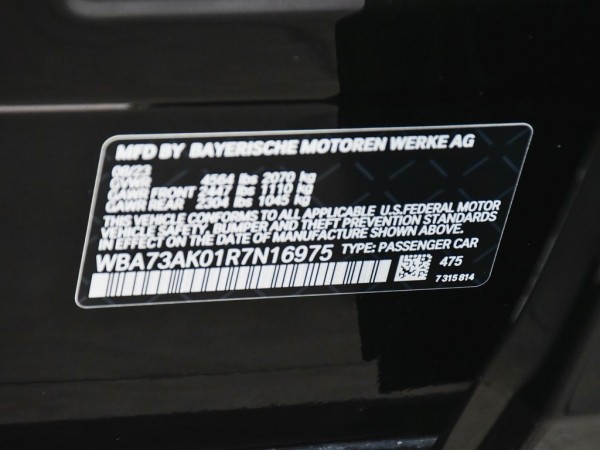 MFD BY BAYERISCHE MOTOREN WERKE AG
08/23
GVWR 4564 lbs 2070 kg
GAWR FRONT 2447 lbs 1110 kg
GAWR REAR 2304 lbs 1045 kg
THIS VEHICLE CONFORMS TO ALL APPLICABLE U.S.FEDERAL MOTOR
VEHICLE SAFETY, BUMPER AND THEFT PREVENTION STANDARDS
IN EFFECT ON THE DATE OF MANUFACTURE SHOWN ABOVE.
WBA73AK01R7N16975 TYPE: PASSENGER CAR
475
7 315 814